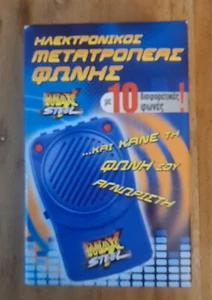 ΗΛΕΚΤΡΟΝΙΚΟΣ
ΜΕΤΑΤΡΟΠΕΑΣ
ΦΩΝΗΣ
MAX
STEEL
με 10 διαφορετικές
φωνές !
...ΚΑΙ ΚΑΝΕ ΤΗ
ΦΩΝΗ ΣΟΥ
ΑΓΝΩΡΙΣΤΗ
MAX
STEEL